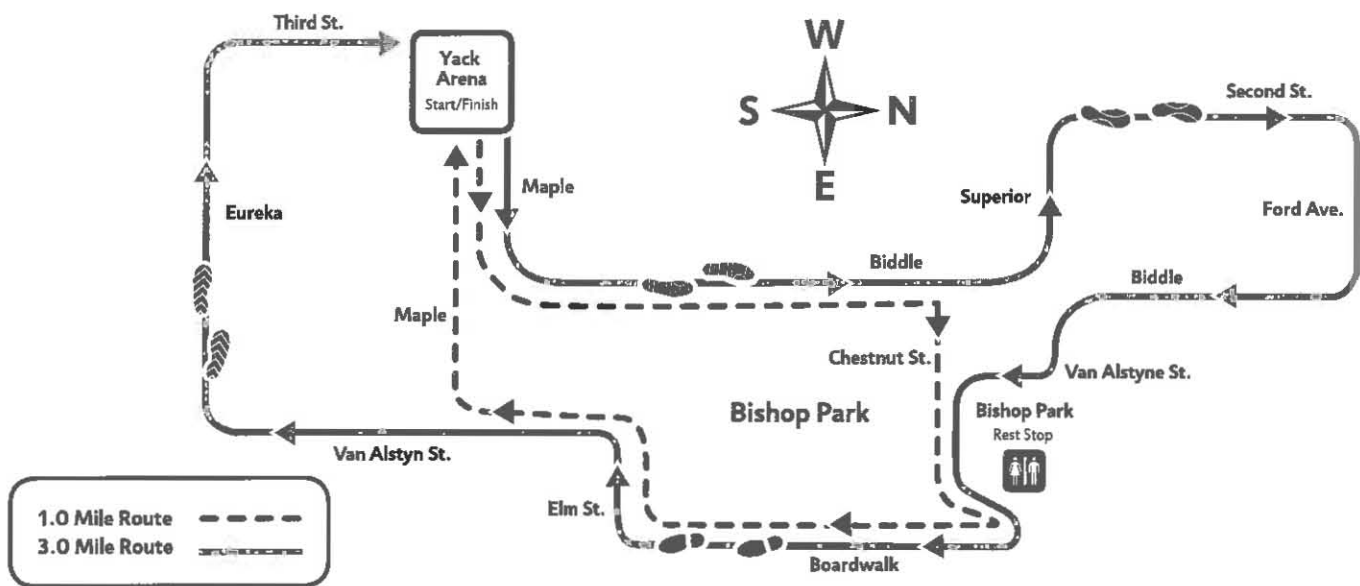 Third St.
Yack
Arena
Start/Finish
W
S
N
E
Second St.
Maple
Superior
Eureka
Ford Ave.
Biddle
Biddle
Maple
Chestnut St.
Van Alstyne St.
Bishop Park
Bishop Park
Rest Stop
Van Alstyn St.
Elm St.
1.0 Mile Route
3.0 Mile Route
Boardwalk